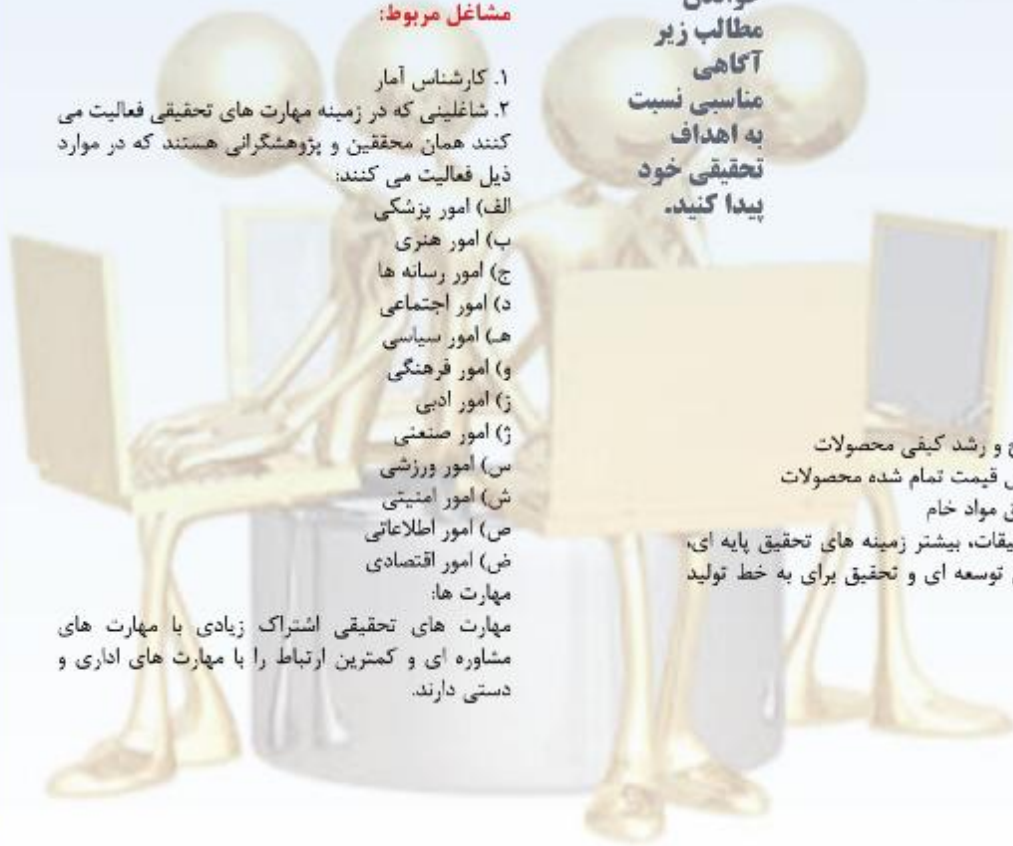 مطالب زیر
آگاهی
مناسبی نسبت
به اهداف
تحقیقی خود
پیدا کنید.
و رشد کیفی محصولات
قیمت تمام شده محصولات
مواد خام
بیشتر زمینه های تحقیق پایه ای،
توسعه ای و تحقیق برای به خط تولید
مشاغل مربوط:
۱. کارشناس آمار
۲. شاغلینی که در زمینه مهارت های تحقیقی فعالیت می
کنند همان محققین و پژوهشگرانی هستند که در موارد
ذیل فعالیت می کنند:
الف) امور پزشکی
ب) امور هنری
ج) امور رسانه ها
د) امور اجتماعی
هـ) امور سیاسی
و) امور فرهنگی
ز) امور ادبی
ژ) امور صنعتی
س) امور ورزشی
ش) امور امنیتی
ص) امور اطلاعاتی
ض) امور اقتصادی
مهارت ها:
مهارت های تحقیقی اشتراک زیادی با مهارت های
مشاوره ای و کمترین ارتباط را با مهارت های اداری و
دستی دارند.